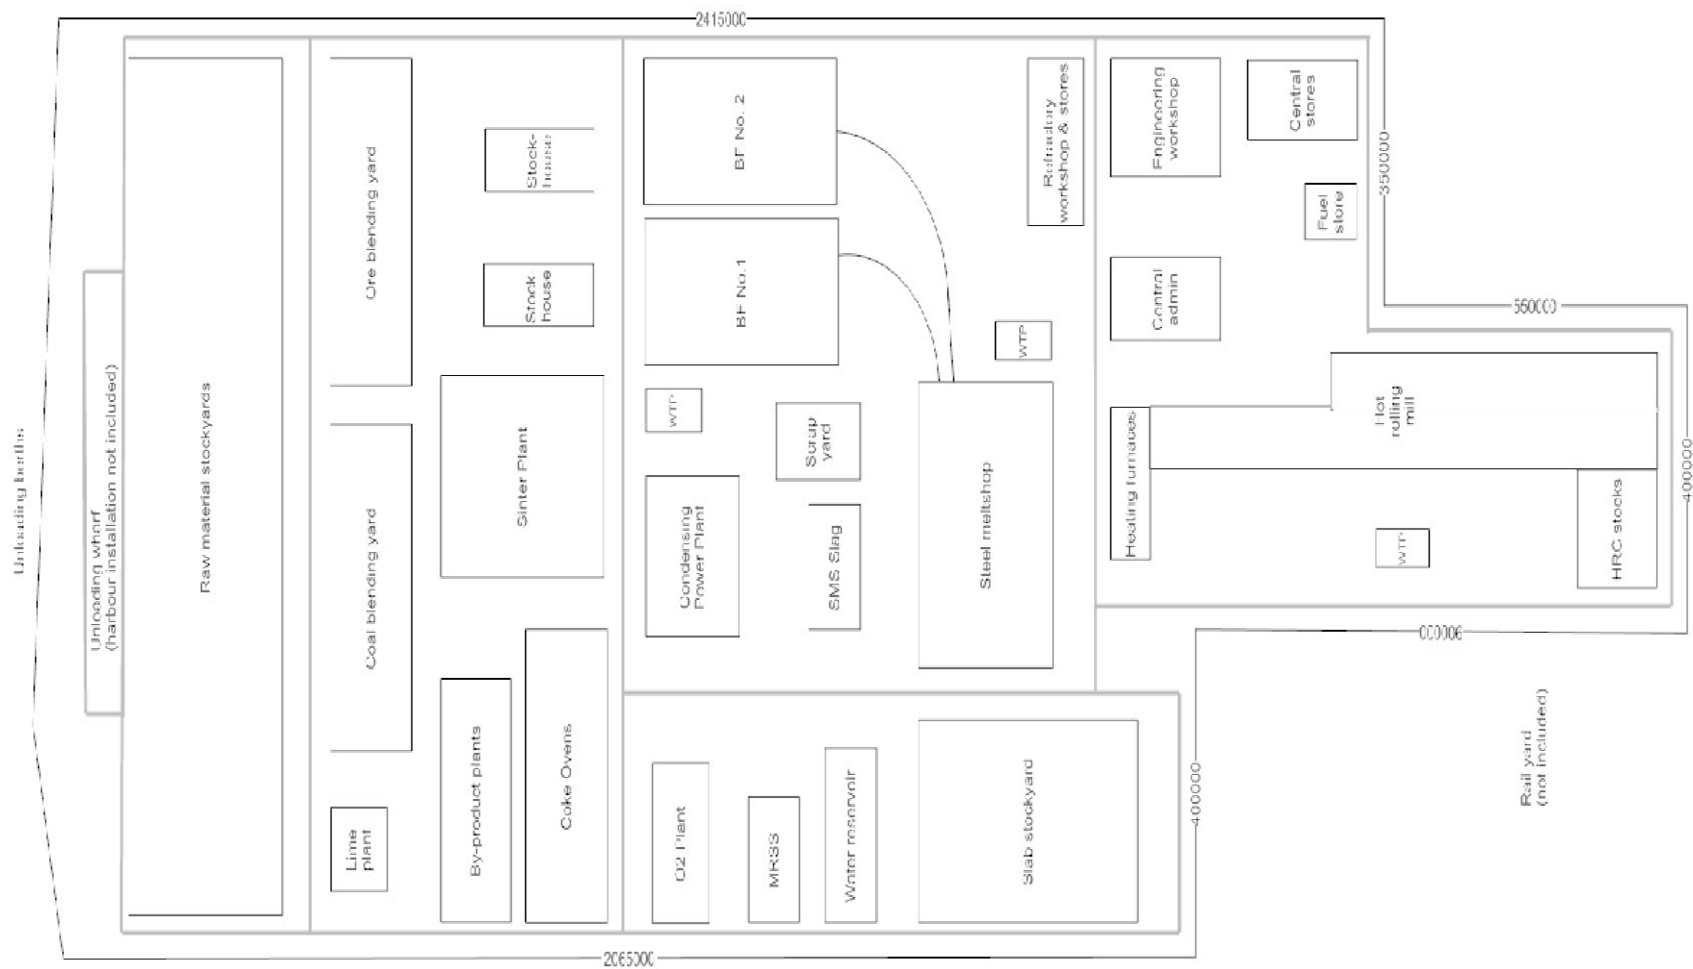 2415000
Unloading berths
Unloading wharf
(harbour installation not included)
Raw material stockyards
Ore blending yard
Coal blending yard
Lime
plant
Stock-
house
Stock
house
Sinter Plant
By-product plants
Coke Ovens
BF No. 2
BF No.1
WTP
Condensing
Power Plant
Scrap
yard
SMS Slag
Steel meltshop
WTP
Refractory
workshop & stores
O2 Plant
MRSS
Water reservoir
Slab stockyard
Engineering
workshop
Central
stores
Fuel
store
Central
admin
Heating furnaces
Hot
rolling
mill
WTP
HRC stocks
350000
550000
400000
400000
2065000
Rail yard
(not included)